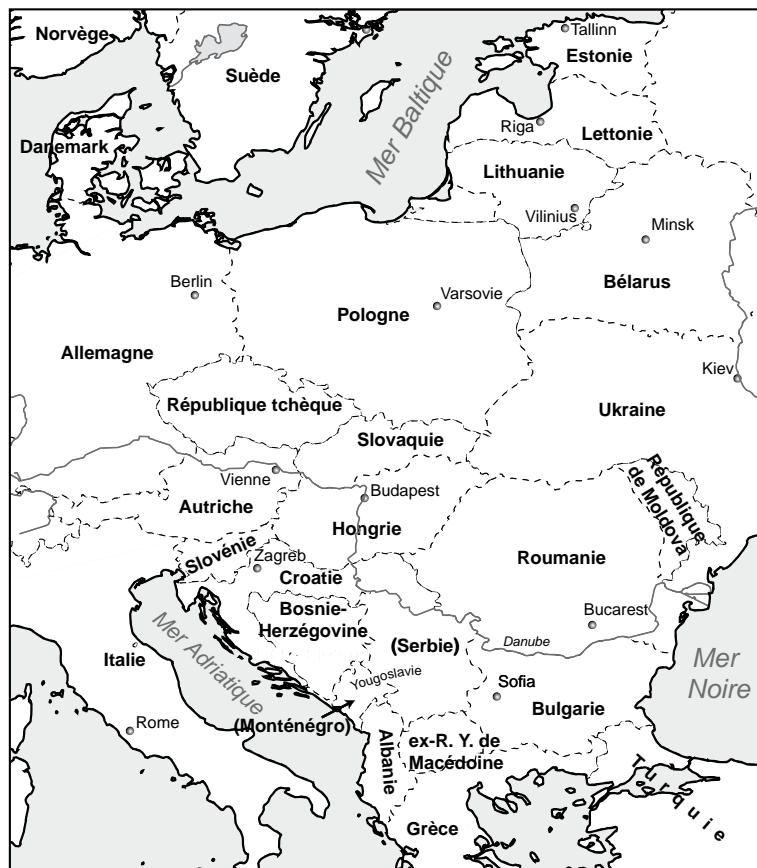 Norvège
Tallinn
Estonie
Suède
Mer Baltique
Riga
Lettonie
Danemark
Lithuanie
Vilinius
Minsk
Bélarus
Berlin
Varsovie
Pologne
Allemagne
Kiev
République tchèque
Ukraine
Slovaquie
Vienne
République
de Moldova
Budapest
Autriche
Hongrie
Slovénie
Zagreb
Roumanie
Croatie
Bosnie-
Herzégovine
Bucarest
Mer Adriatique
(Serbie)
Danube
Italie
Mer
Noire
Yougoslavie
Sofia
Bulgarie
Rome
(Monténégro)
Albanie
ex-R. Y. de
Macédoine
Turquie
Grèce